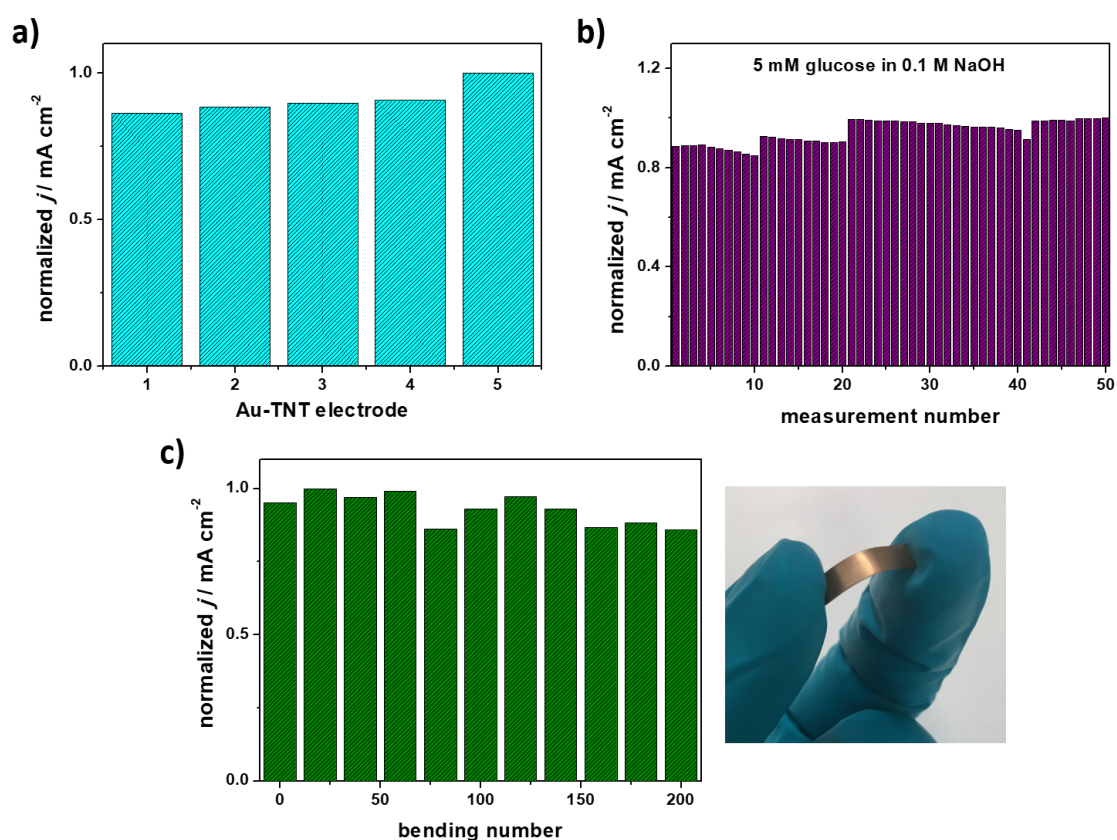 a)
normalized j / mA cm-2
1.0
0.5
0.0
1 2 3 4 5
Au-TNT electrode
b)
normalized j / mA cm-2
5 mM glucose in 0.1 M NaOH
1.2
0.8
0.4
0.0
10 20 30 40 50
measurement number
c)
normalized j / mA cm-2
1.0
0.5
0.0
0 50 100 150 200
bending number